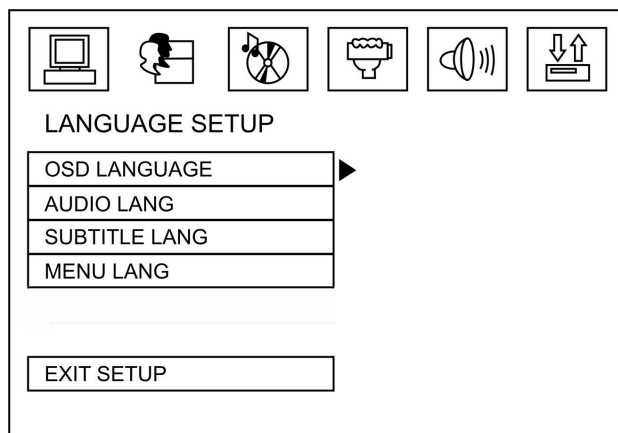 LANGUAGE SETUP
OSD LANGUAGE
AUDIO LANG
SUBTITLE LANG
MENU LANG
EXIT SETUP